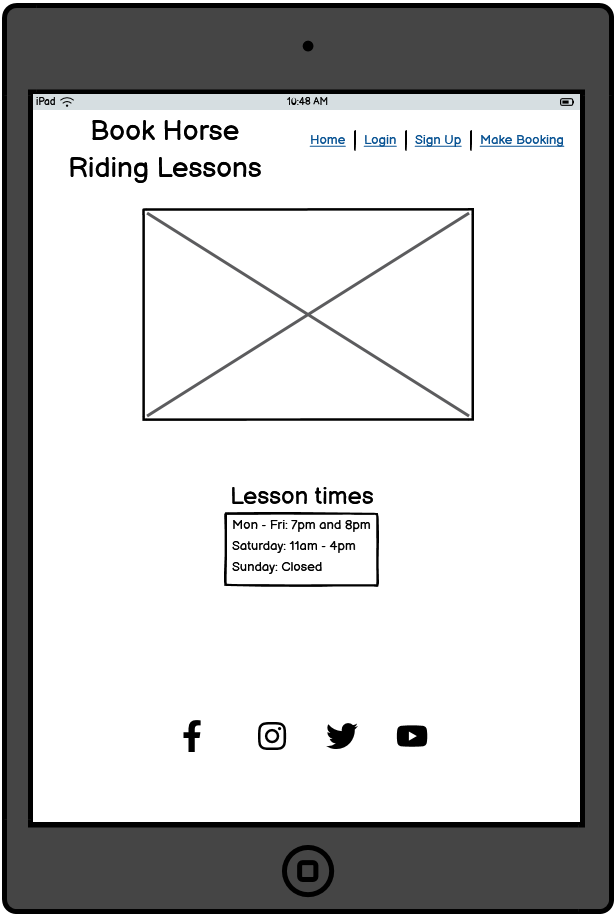 iPad 10:48 AM
Book Horse
Riding Lessons
Home Login Sign Up Make Booking
Lesson times
Mon - Fri: 7pm and 8pm
Saturday: 11am - 4pm
Sunday: Closed